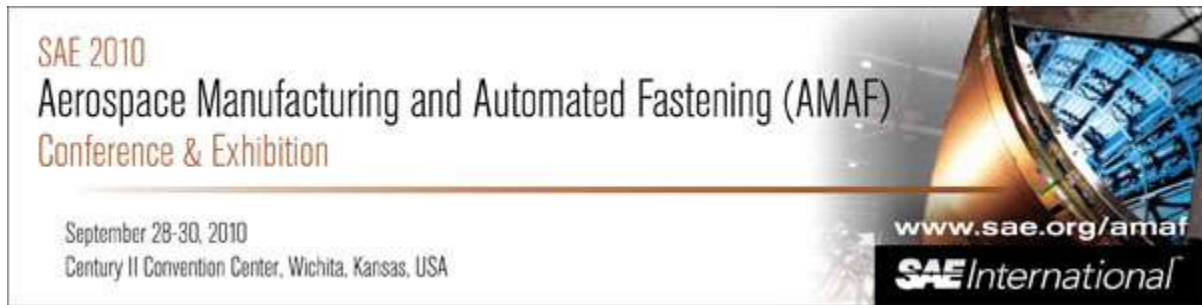 SAE 2010
Aerospace Manufacturing and Automated Fastening (AMAF)
Conference & Exhibition
September 28-30, 2010
Century II Convention Center, Wichita, Kansas, USA
www.sae.org/amaf
SAE International™